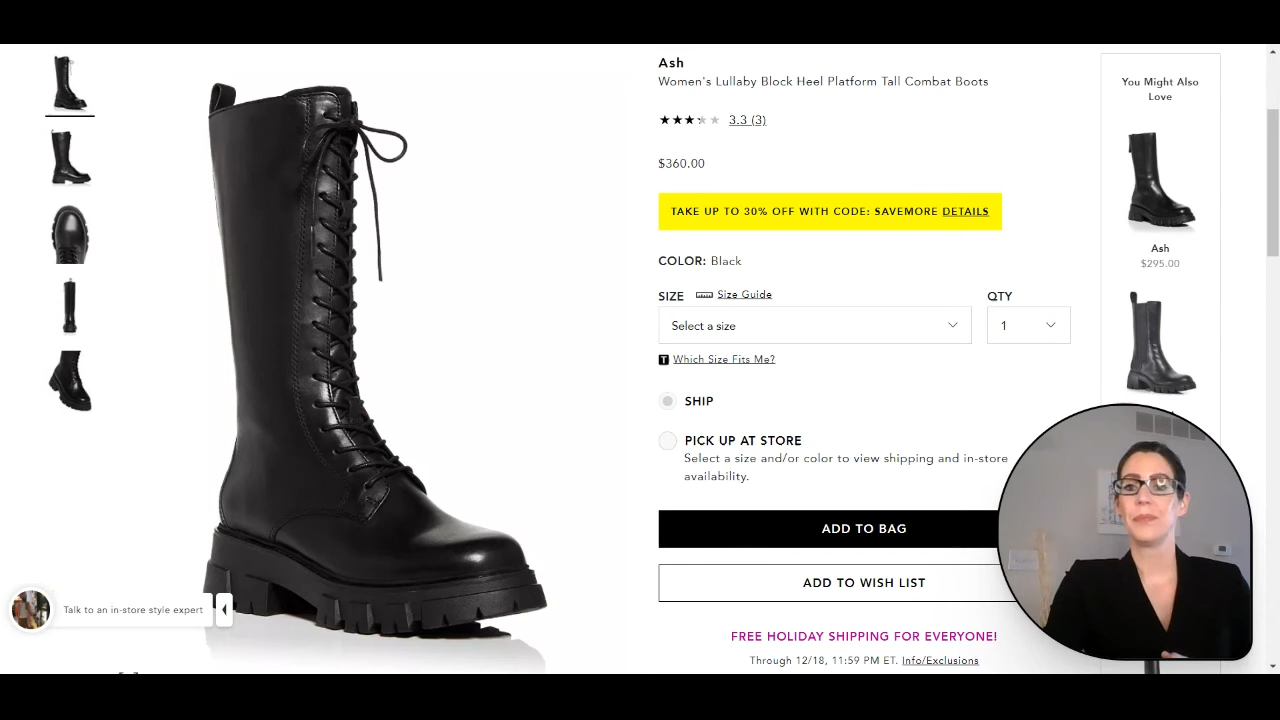 Ash
Women's Lullaby Block Heel Platform Tall Combat Boots
3.3 (3)
$360.00
TAKE UP TO 30% OFF WITH CODE: SAVEMORE DETAILS
COLOR: Black
SIZE Size Guide
QTY
Select a size
1
T Which Size Fits Me?
SHIP
PICK UP AT STORE
Select a size and/or color to view shipping and in-store
availability.
ADD TO BAG
ADD TO WISH LIST
FREE HOLIDAY SHIPPING FOR EVERYONE!
Through 12/18, 11:59 PM ET. Info/Exclusions
You Might Also
Love
Ash
$295.00
Talk to an in-store style expert